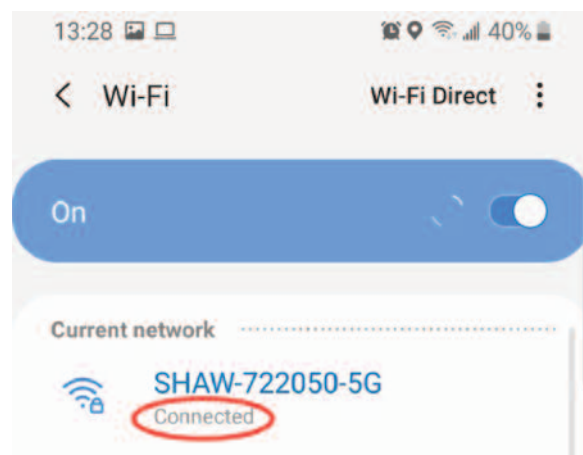 13:28 40%
Wi-Fi Wi-Fi Direct
On
Current network
SHAW-722050-5G
Connected